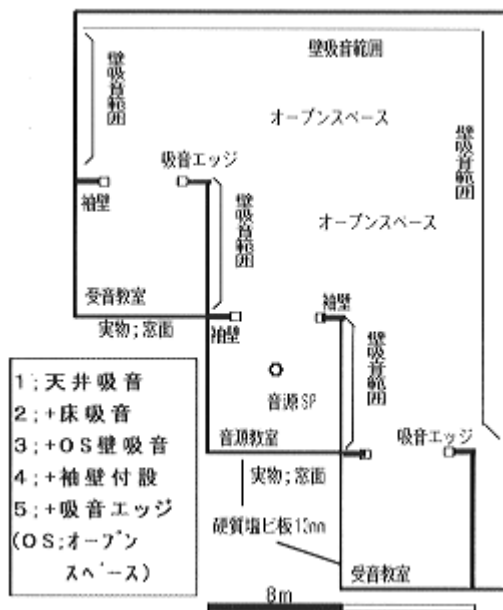 壁吸音範囲
壁吸音範囲
オープンスペース
壁吸音範囲
吸音エッジ
袖壁
壁吸音範囲
オープンスペース
受音教室
実物;窓面
袖壁
袖壁
壁吸音範囲
音源SP
音源教室
吸音エッジ
実物;窓面
硬質塩ビ板13mm
受音教室
8m
1;天井吸音
2;+床吸音
3;+OS壁吸音
4;+袖壁付設
5;+吸音エッジ
(OS;オープン
スペース)